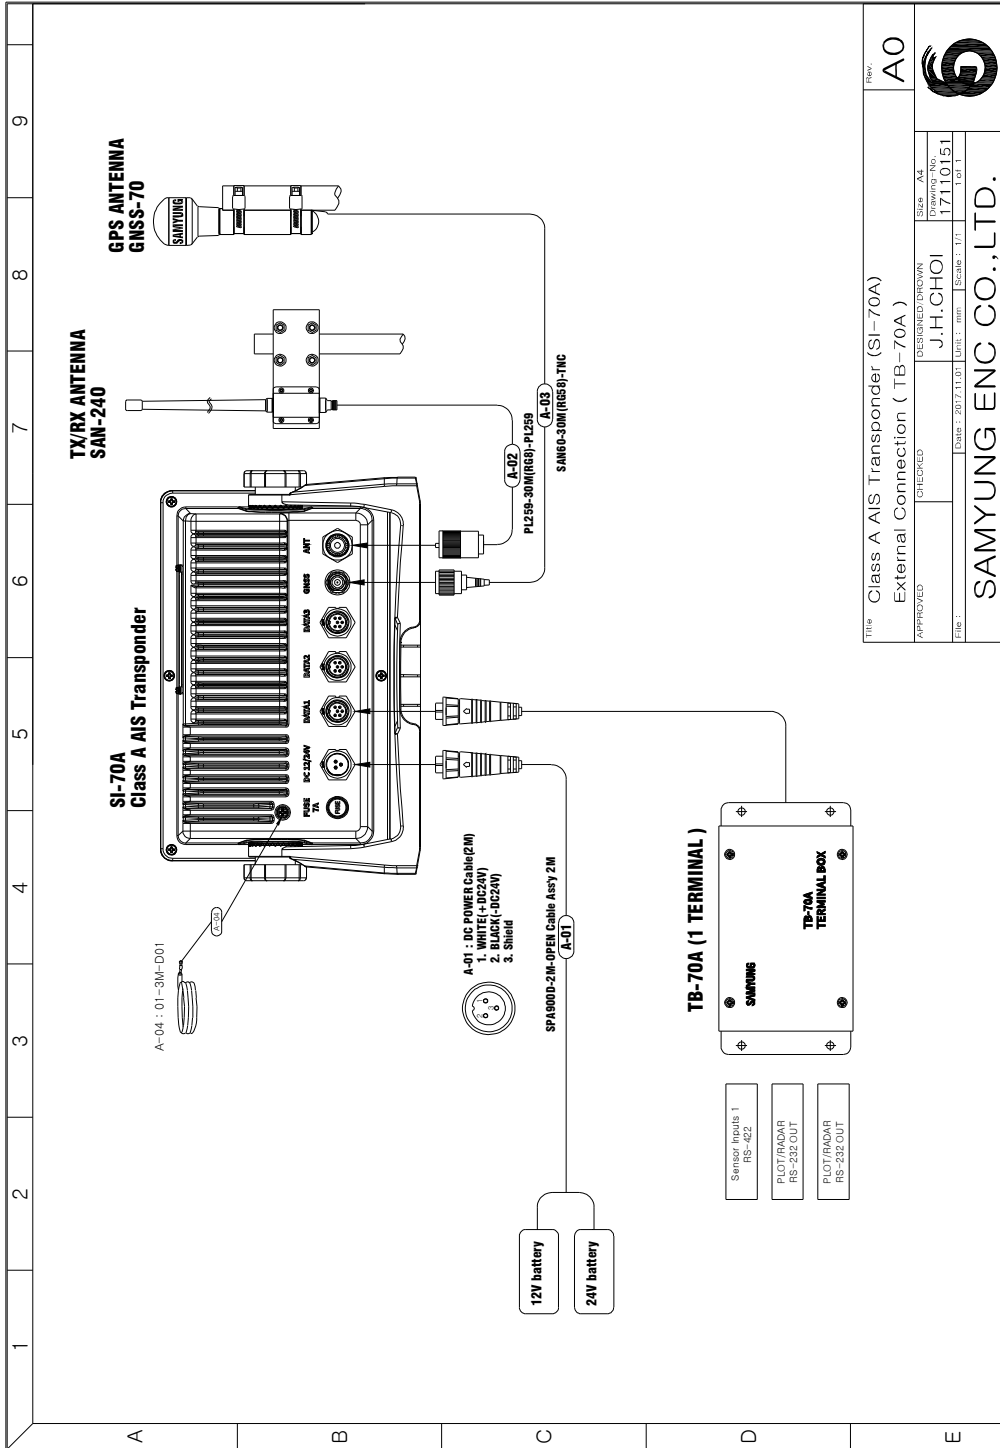 1
2
3
4
5
6
7
8
9
A
B
C
D
E
SI-70A
Class A AIS Transponder
TX/RX ANTENNA
SAN-240
GPS ANTENNA
GNSS-70
SAMYUNG
A-04 : 01-3M-D01
A-04
FUSE
7A
FUSE
DC 12/24V
DATA1
DATA2
DATA3
GNSS
ANT
A-01 : DC POWER Cable(2M)
1. WHITE(+DC24V)
2. BLACK(-DC24V)
3. Shield
1
2
3
SPA900D-2M-OPEN Cable Ass'y 2M
A-01
A-02
PL259-30M(RG8)-PL259
A-03
SAN60-30M(RG58)-TNC
12V battery
24V battery
TB-70A (1 TERMINAL )
SAMYUNG
TB-70A
TERMINAL BOX
Sensor Inputs 1
RS-422
PLOT/RADAR
RS-232 OUT
PLOT/RADAR
RS-232 OUT
Title
Class A AIS Transponder (SI-70A)
External Connection ( TB-70A )
Rev.
A0
APPROVED
CHECKED
DESIGNED/DROWN
J.H.CHOI
Size A4
Drawing-No.
17110151
File :
Date : 2017.11.01
Unit : mm
Scale : 1/1
1 of 1
SAMYUNG ENC CO.,LTD.